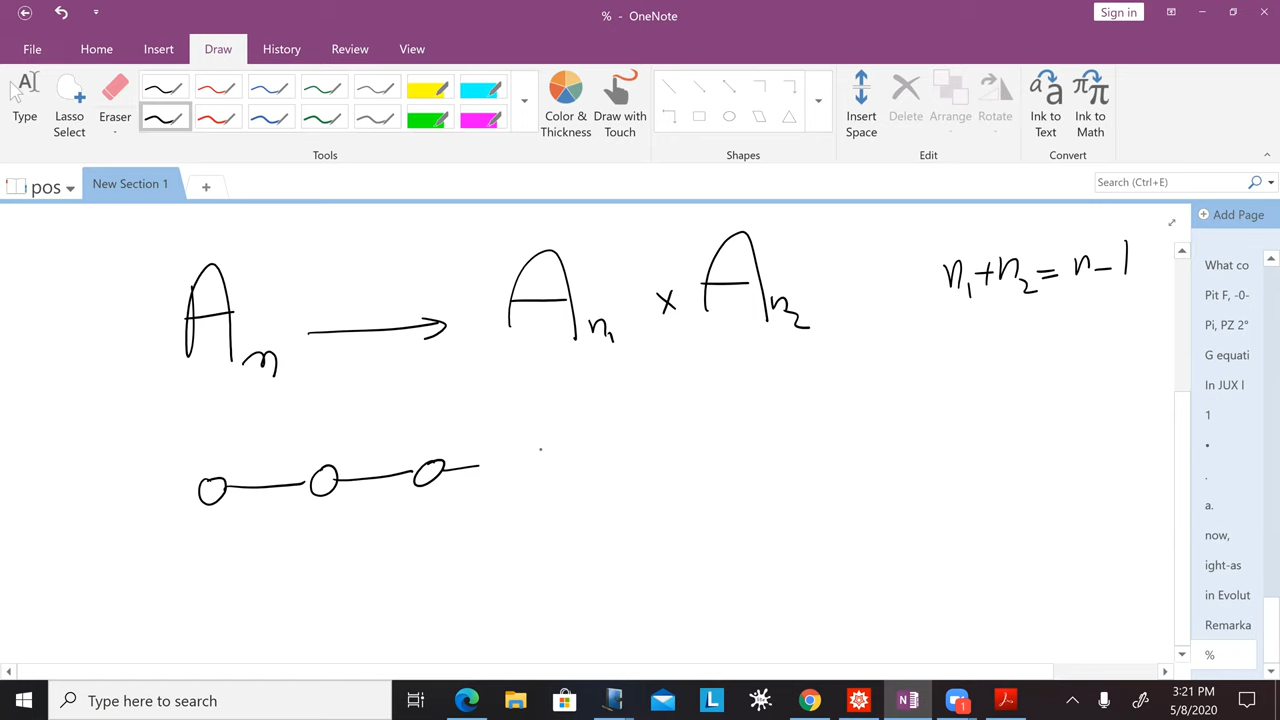 % - OneNote
Sign in
File Home Insert Draw History Review View
Type
Lasso Select
Eraser
Color & Thickness
Draw with Touch
Insert Space
Delete
Arrange
Rotate
Ink to Text
Ink to Math
Tools
Shapes
Edit
Convert
pos
New Section 1
Search (Ctrl+E)
Add Page
A_n → A_{n_1} × A_{n_2}
n_1 + n_2 = n - 1
What co
Pit F, -0-
Pi, PZ 2°
G equati
In JUX l
1
•
.
a.
now,
ight-as
in Evolut
Remarka
%
Type here to search
1
3:21 PM
5/8/2020